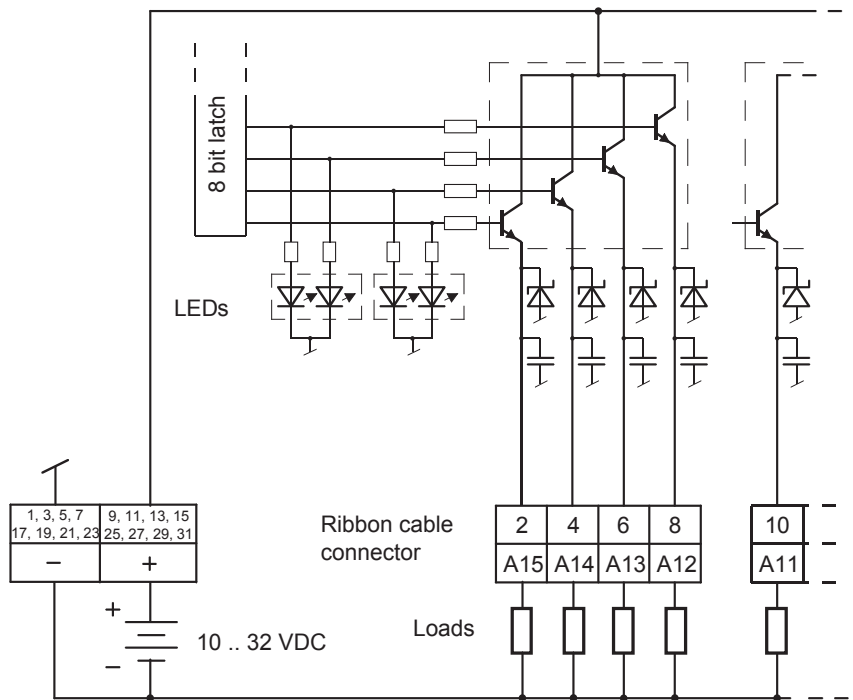 8 bit latch
LEDs
1, 3, 5, 7
17, 19, 21, 23
9, 11, 13, 15
25, 27, 29, 31
−
+
Ribbon cable
connector
2 4 6 8 10
A15 A14 A13 A12 A11
+
−
10 .. 32 VDC
Loads